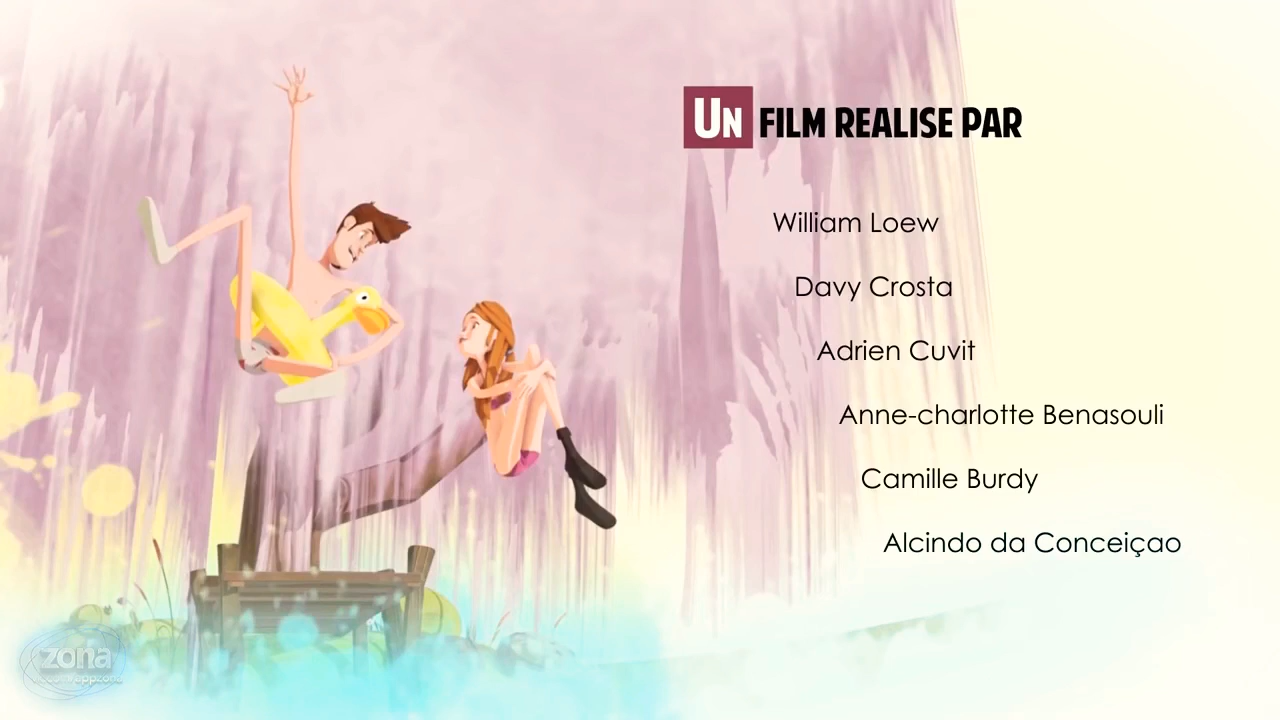 UN FILM REALISE PAR
William Loew
Davy Crosta
Adrien Cuvit
Anne-charlotte Benasouli
Camille Burdy
Alcindo da Conceiçao
zona